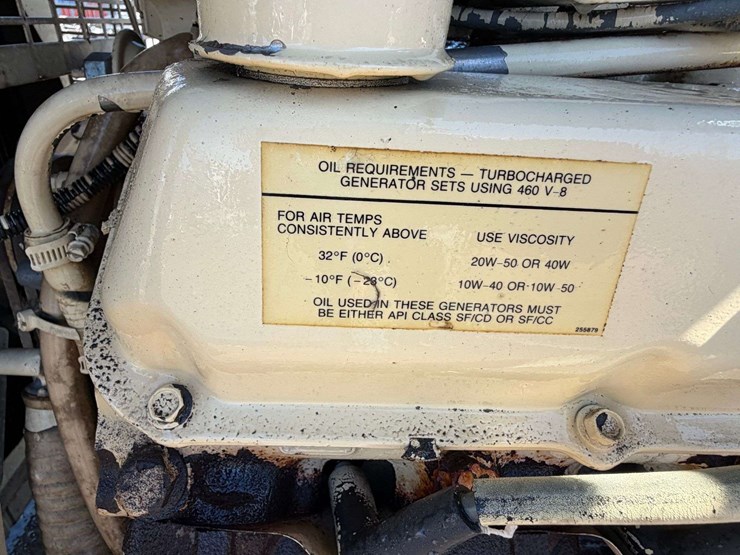 OIL REQUIREMENTS — TURBOCHARGED
GENERATOR SETS USING 460 V-8
FOR AIR TEMPS
CONSISTENTLY ABOVE
USE VISCOSITY
32°F (0°C)
20W-50 OR 40W
-10°F (-23°C)
10W-40 OR 10W-50
OIL USED IN THESE GENERATORS MUST
BE EITHER API CLASS SF/CD OR SF/CC
255879